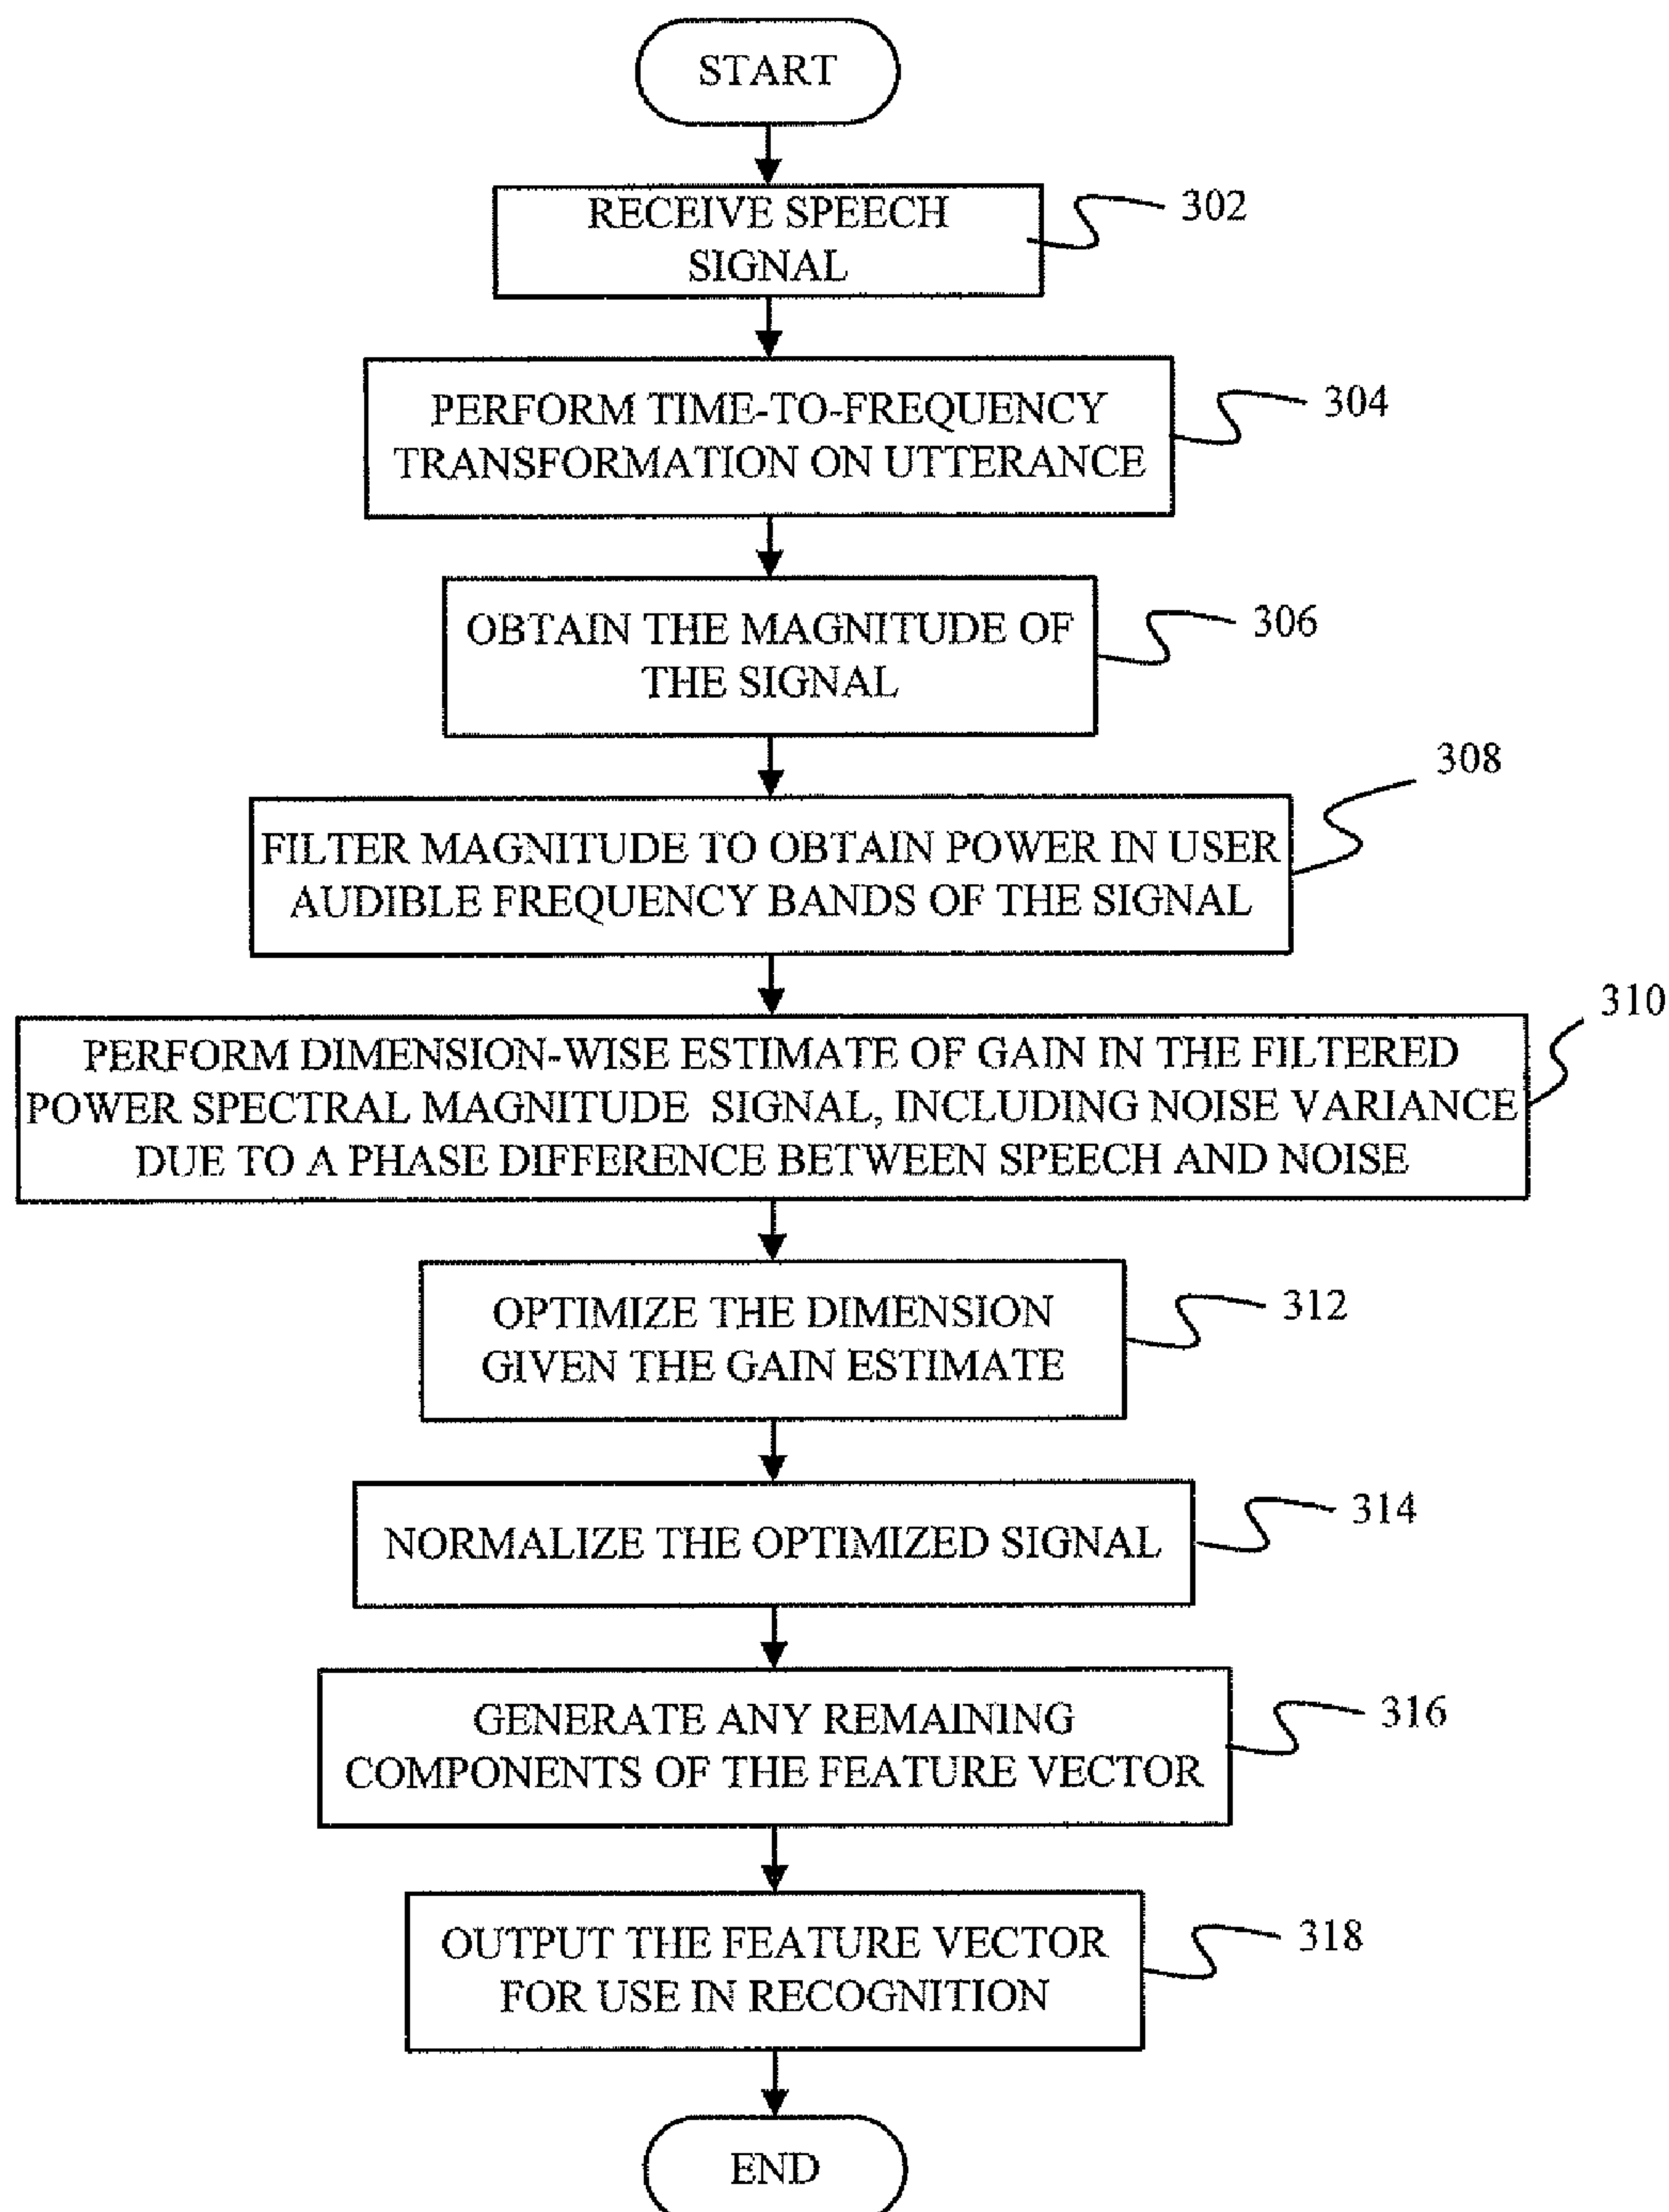 START
RECEIVE SPEECH
SIGNAL
302
PERFORM TIME-TO-FREQUENCY
TRANSFORMATION ON UTTERANCE
304
OBTAIN THE MAGNITUDE OF
THE SIGNAL
306
308
FILTER MAGNITUDE TO OBTAIN POWER IN USER
AUDIBLE FREQUENCY BANDS OF THE SIGNAL
310
PERFORM DIMENSION-WISE ESTIMATE OF GAIN IN THE FILTERED
POWER SPECTRAL MAGNITUDE SIGNAL, INCLUDING NOISE VARIANCE
DUE TO A PHASE DIFFERENCE BETWEEN SPEECH AND NOISE
OPTIMIZE THE DIMENSION
GIVEN THE GAIN ESTIMATE
312
NORMALIZE THE OPTIMIZED SIGNAL
314
GENERATE ANY REMAINING
COMPONENTS OF THE FEATURE VECTOR
316
OUTPUT THE FEATURE VECTOR
FOR USE IN RECOGNITION
318
END